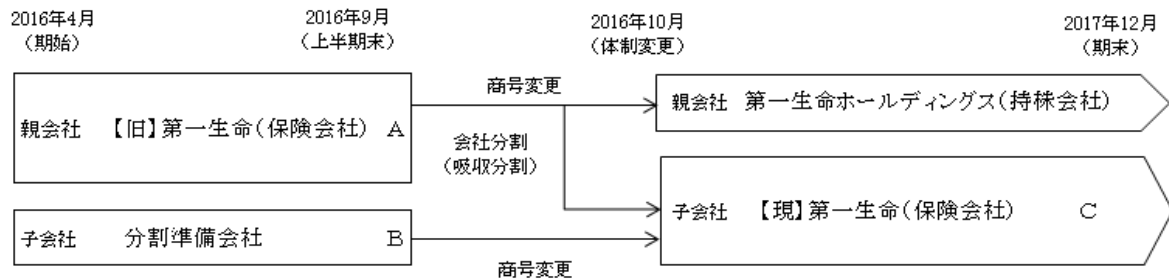 2016年4月
（期始）
2016年9月
（上半期末）
2016年10月
（体制変更）
2017年12月
（期末）
親会社 【旧】第一生命（保険会社） A
商号変更
親会社 第一生命ホールディングス（持株会社）
会社分割
（吸収分割）
子会社 【現】第一生命（保険会社） C
子会社 分割準備会社 B
商号変更